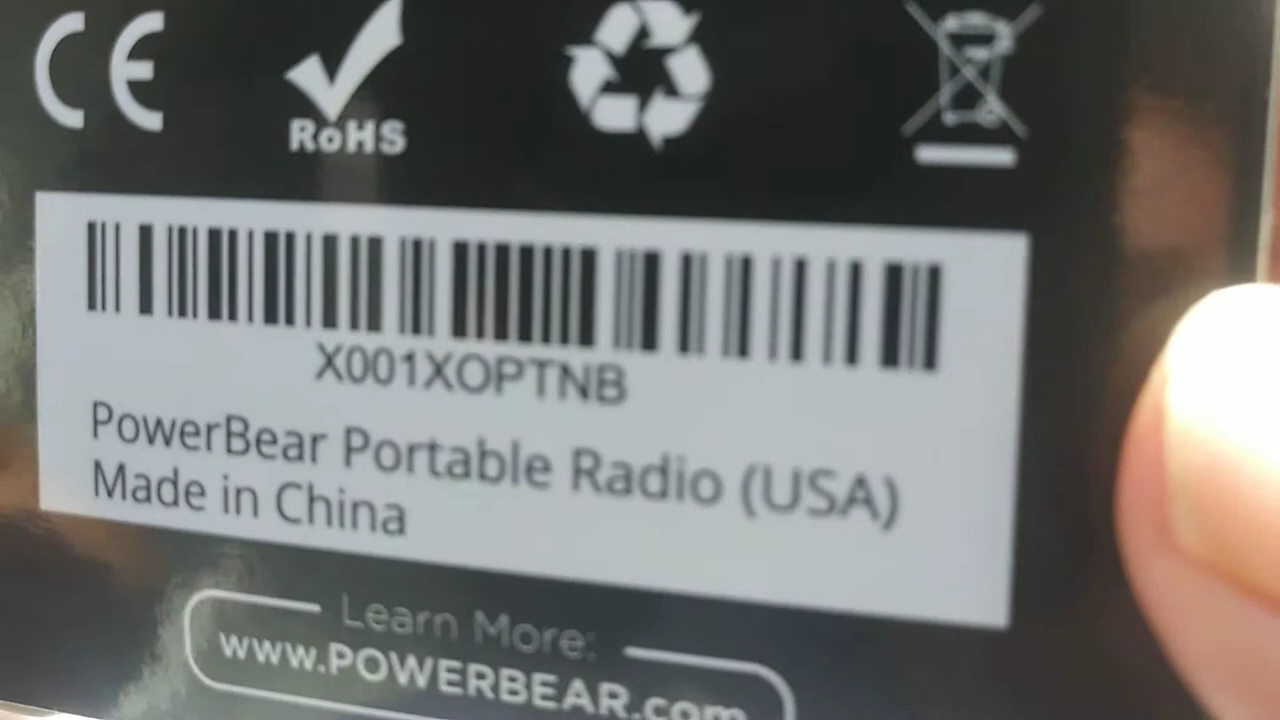 CE
RoHS
X001XOPTNB
PowerBear Portable Radio (USA)
Made in China
Learn More:
www.POWERBEAR.com